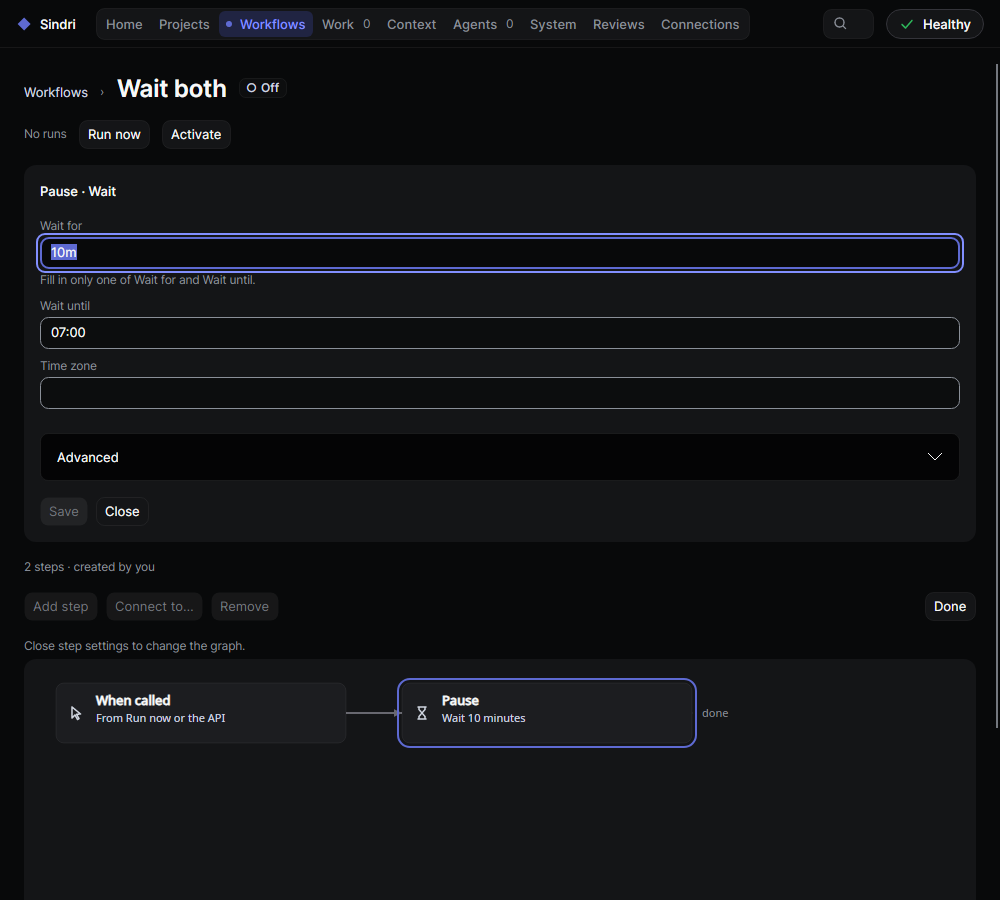 Sindri
Home Projects Workflows Work 0 Context Agents 0 System Reviews Connections
Healthy
Workflows › Wait both Off
No runs Run now Activate
Pause · Wait
Wait for
10m
Fill in only one of Wait for and Wait until.
Wait until
07:00
Time zone
Advanced
Save Close
2 steps · created by you
Add step Connect to... Remove Done
Close step settings to change the graph.
When called
From Run now or the API
Pause
Wait 10 minutes
done